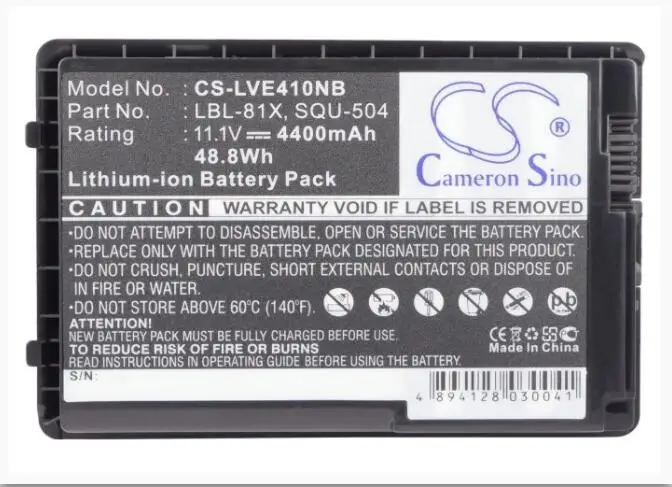 Model No. : CS-LVE410NB
Part No. : LBL-81X, SQU-504
Rating : 11.1V 4400mAh
48.8Wh
Lithium-ion Battery Pack
Cameron Sino
®
CAUTION WARRANTY VOID IF LABEL IS REMOVED
•DO NOT ATTEMPT TO DISASSEMBLE, OPEN OR SERVICE THE BATTERY PACK.
•REPLACE ONLY WITH THE BATTERY PACK DESIGNATED FOR THIS PRODUCT.
•DO NOT CRUSH, PUNCTURE, SHORT EXTERNAL CONTACTS OR DISPOSE OF
IN FIRE OR WATER.
•DO NOT STORE ABOVE 60°C (140°F).
Pb
ATTENTION!
NEW BATTERY PACK MUST BE FULLY CHARGED BEFORE USE.
RISK OF FIRE OR BURNS
READ INSTRUCTIONS IN OPERATING GUIDE BEFORE USE.
CE
Made In China
S/N:
4 894128 030041